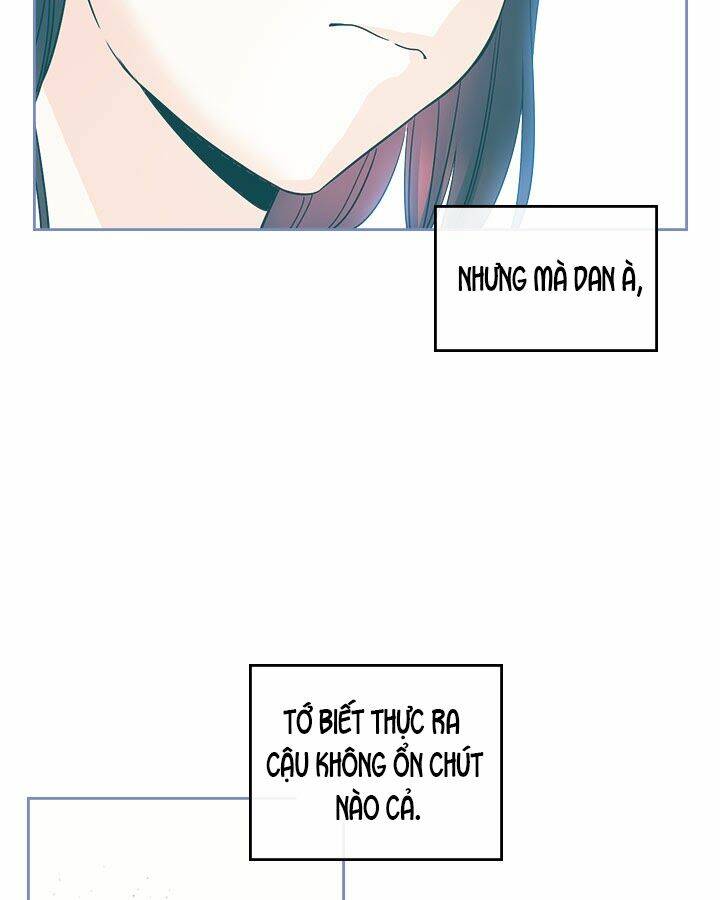 NHƯNG MÀ DAN À,
TỚ BIẾT THỰC RA
CẬU KHÔNG ỔN CHÚT
NÀO CẢ.